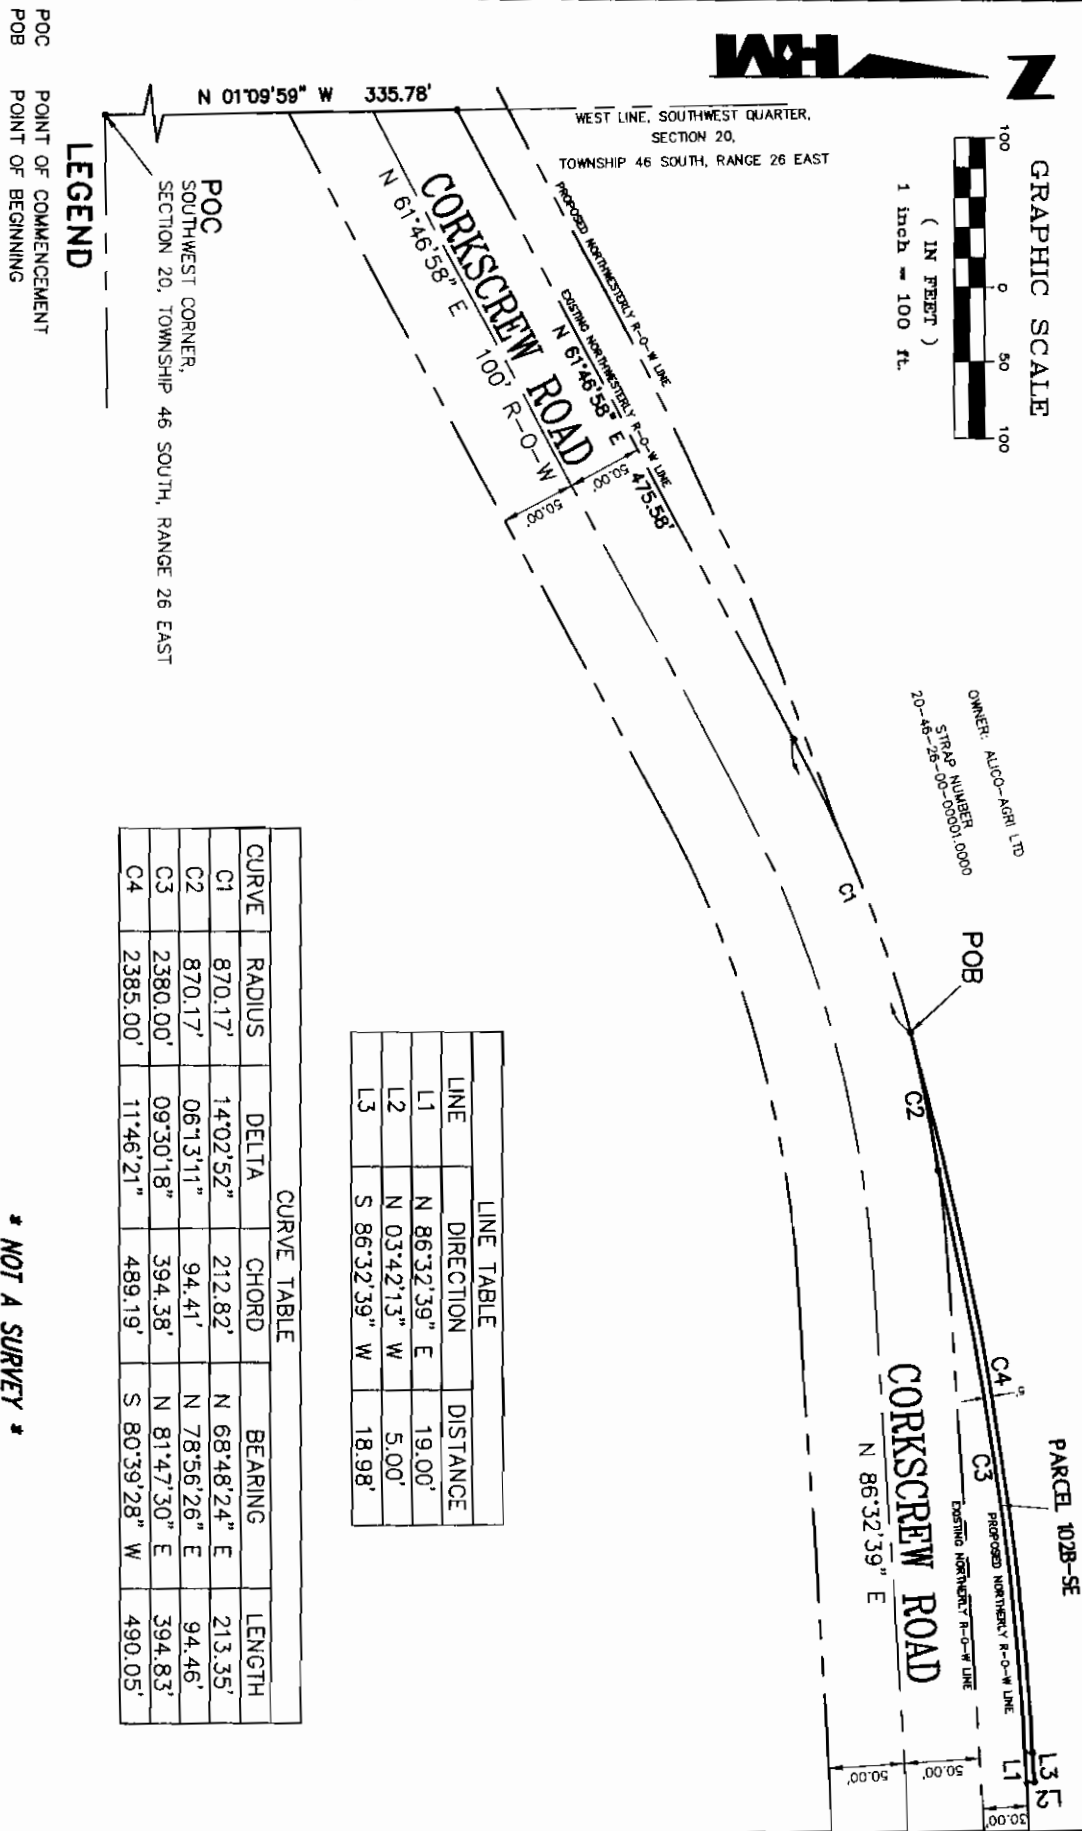 N
HM
GRAPHIC SCALE
100 0 50 100
( IN FEET )
1 inch = 100 ft.
WEST LINE, SOUTHWEST QUARTER,
SECTION 20,
TOWNSHIP 46 SOUTH, RANGE 26 EAST
N 01°09'59" W 335.78'
POC
SOUTHWEST CORNER,
SECTION 20, TOWNSHIP 46 SOUTH, RANGE 26 EAST
LEGEND
POC POINT OF COMMENCEMENT
POB POINT OF BEGINNING
PROPOSED NORTHWESTERLY R-O-W LINE
EXISTING NORTHWESTERLY R-O-W LINE
N 61°46'58" E 475.58'
CORKSCREW ROAD
N 61°46'58" E 100' R-O-W
50.00'
50.00'
OWNER: ALICO-AGRI LTD
STRAP NUMBER
20-46-26-00-00001.0000
C1
POB
C2
C4
5'
C3
PARCEL 102B-SE
PROPOSED NORTHERLY R-O-W LINE
EXISTING NORTHERLY R-O-W LINE
CORKSCREW ROAD
N 86°32'39" E
L3
L2
L1
30.00'
50.00'
50.00'
LINE TABLE
LINE DIRECTION DISTANCE
L1 N 86°32'39" E 19.00'
L2 N 03°42'13" W 5.00'
L3 S 86°32'39" W 18.98'
CURVE TABLE
CURVE RADIUS DELTA CHORD BEARING LENGTH
C1 870.17' 14°02'52" 212.82' N 68°48'24" E 213.35'
C2 870.17' 06°13'11" 94.41' N 78°56'26" E 94.46'
C3 2380.00' 09°30'18" 394.38' N 81°47'30" E 394.83'
C4 2385.00' 11°46'21" 489.19' S 80°39'28" W 490.05'
* NOT A SURVEY *